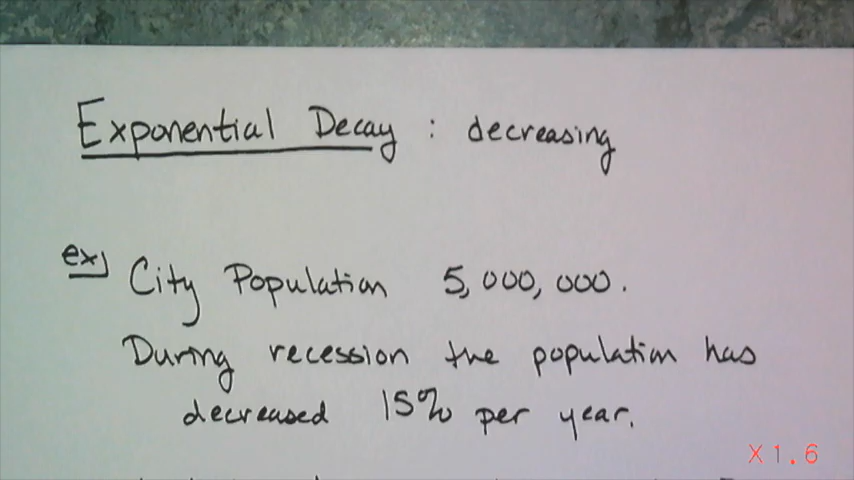 Exponential Decay : decreasing
ex) City Population 5,000,000.
During recession the population has
decreased 15% per year.
X1.6